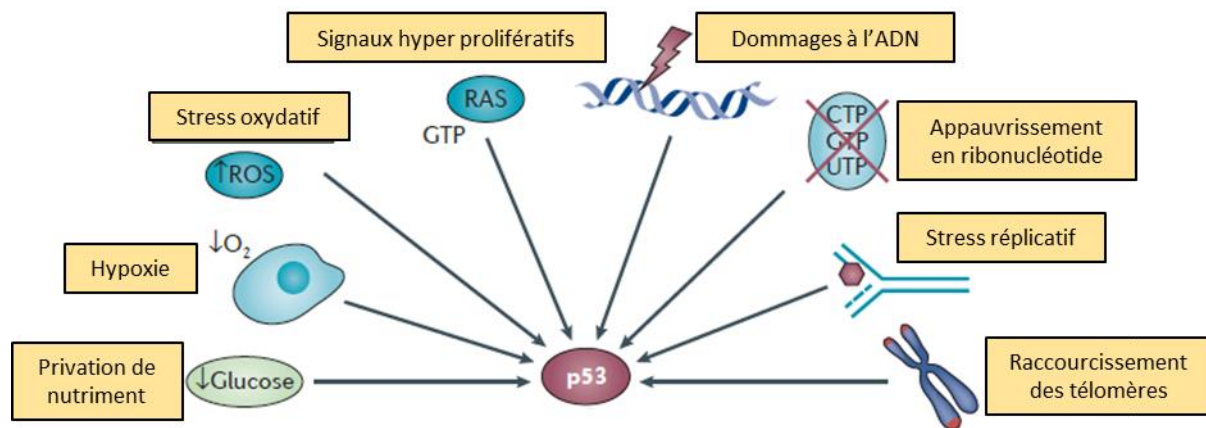 Signaux hyper prolifératifs
Dommages à l'ADN
Stress oxydatif
RAS
GTP
CTP
GTP
UTP
Appauvrissement
en ribonucléotide
↑ROS
Stress réplicatif
↓O₂
Hypoxie
Privation de
nutriment
↓Glucose
p53
Raccourcissement
des télomères